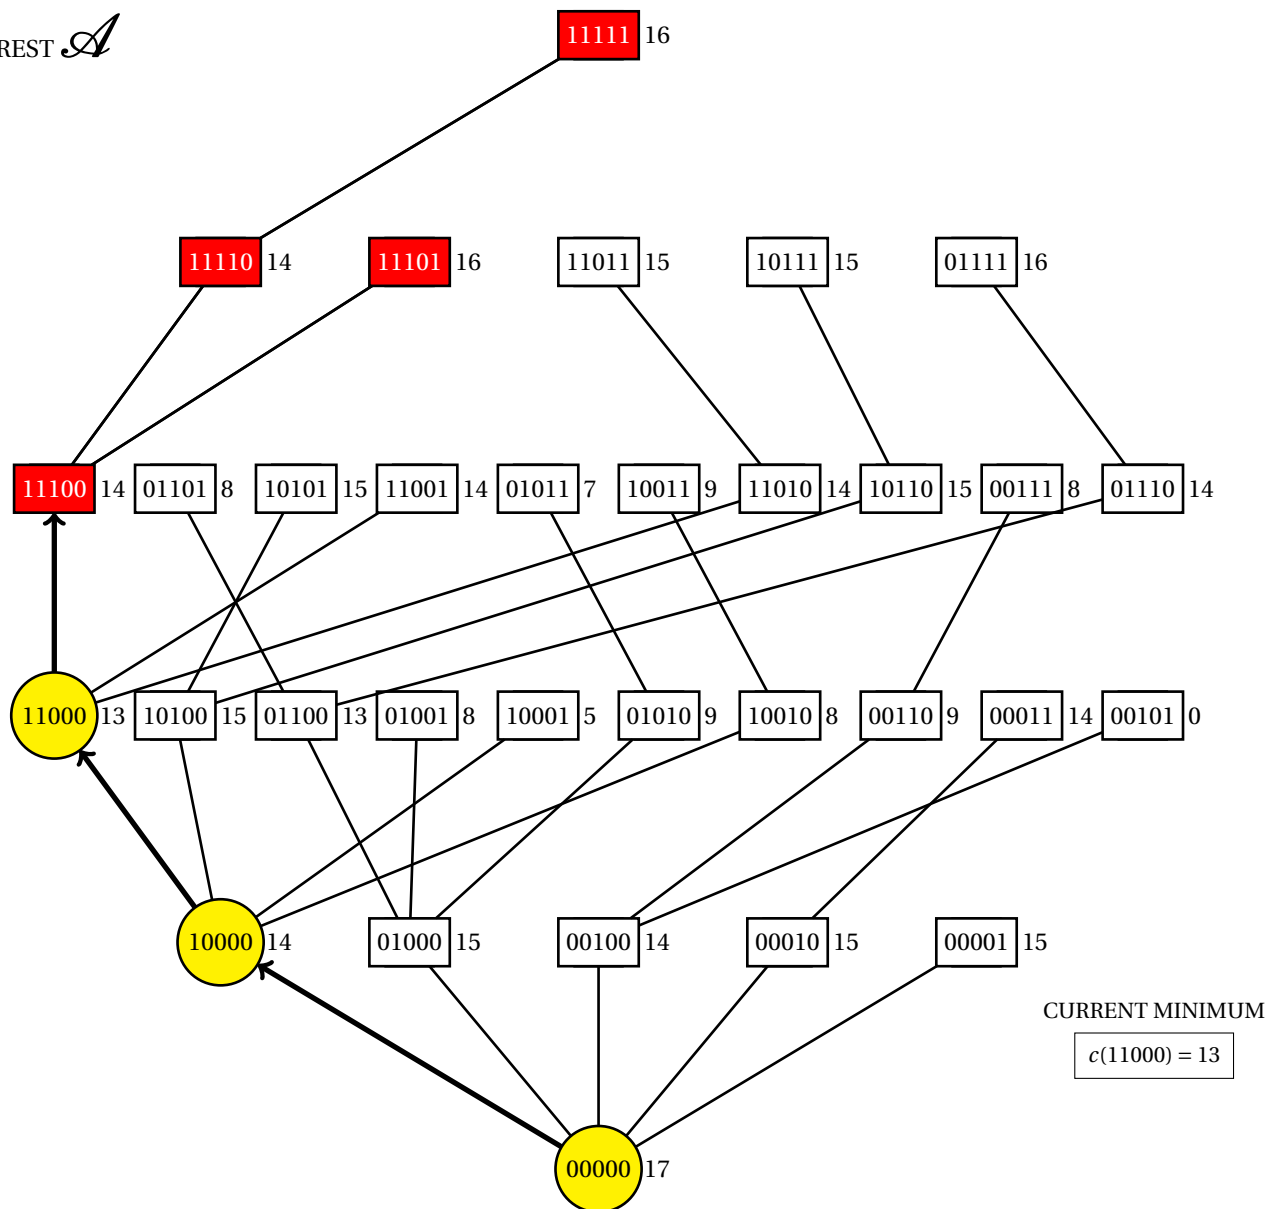 REST 𝒜
11111 16
11110 14 11101 16 11011 15 10111 15 01111 16
11100 14 01101 8 10101 15 11001 14 01011 7 10011 9 11010 14 10110 15 00111 8 01110 14
11000 13 10100 15 01100 13 01001 8 10001 5 01010 9 10010 8 00110 9 00011 14 00101 0
10000 14 01000 15 00100 14 00010 15 00001 15
CURRENT MINIMUM
c(11000) = 13
00000 17